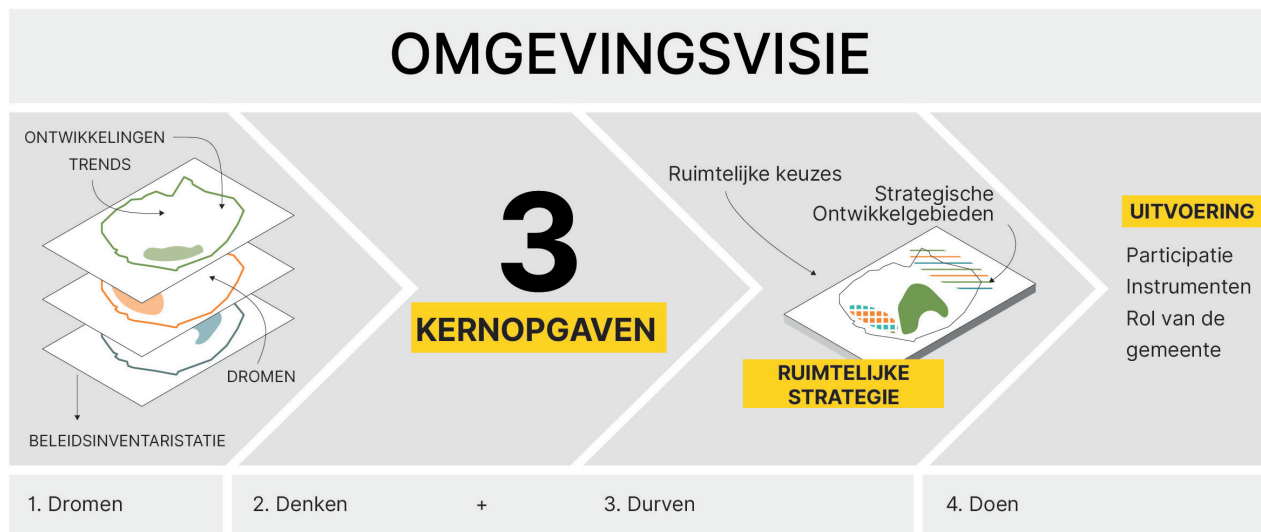 OMGEVINGSVISIE
ONTWIKKELINGEN
TRENDS
DROMEN
BELEIDSINVENTARISTATIE
3
KERNOPGAVEN
Ruimtelijke keuzes
Strategische
Ontwikkelgebieden
RUIMTELIJKE
STRATEGIE
UITVOERING
Participatie
Instrumenten
Rol van de
gemeente
1. Dromen
2. Denken
+
3. Durven
4. Doen